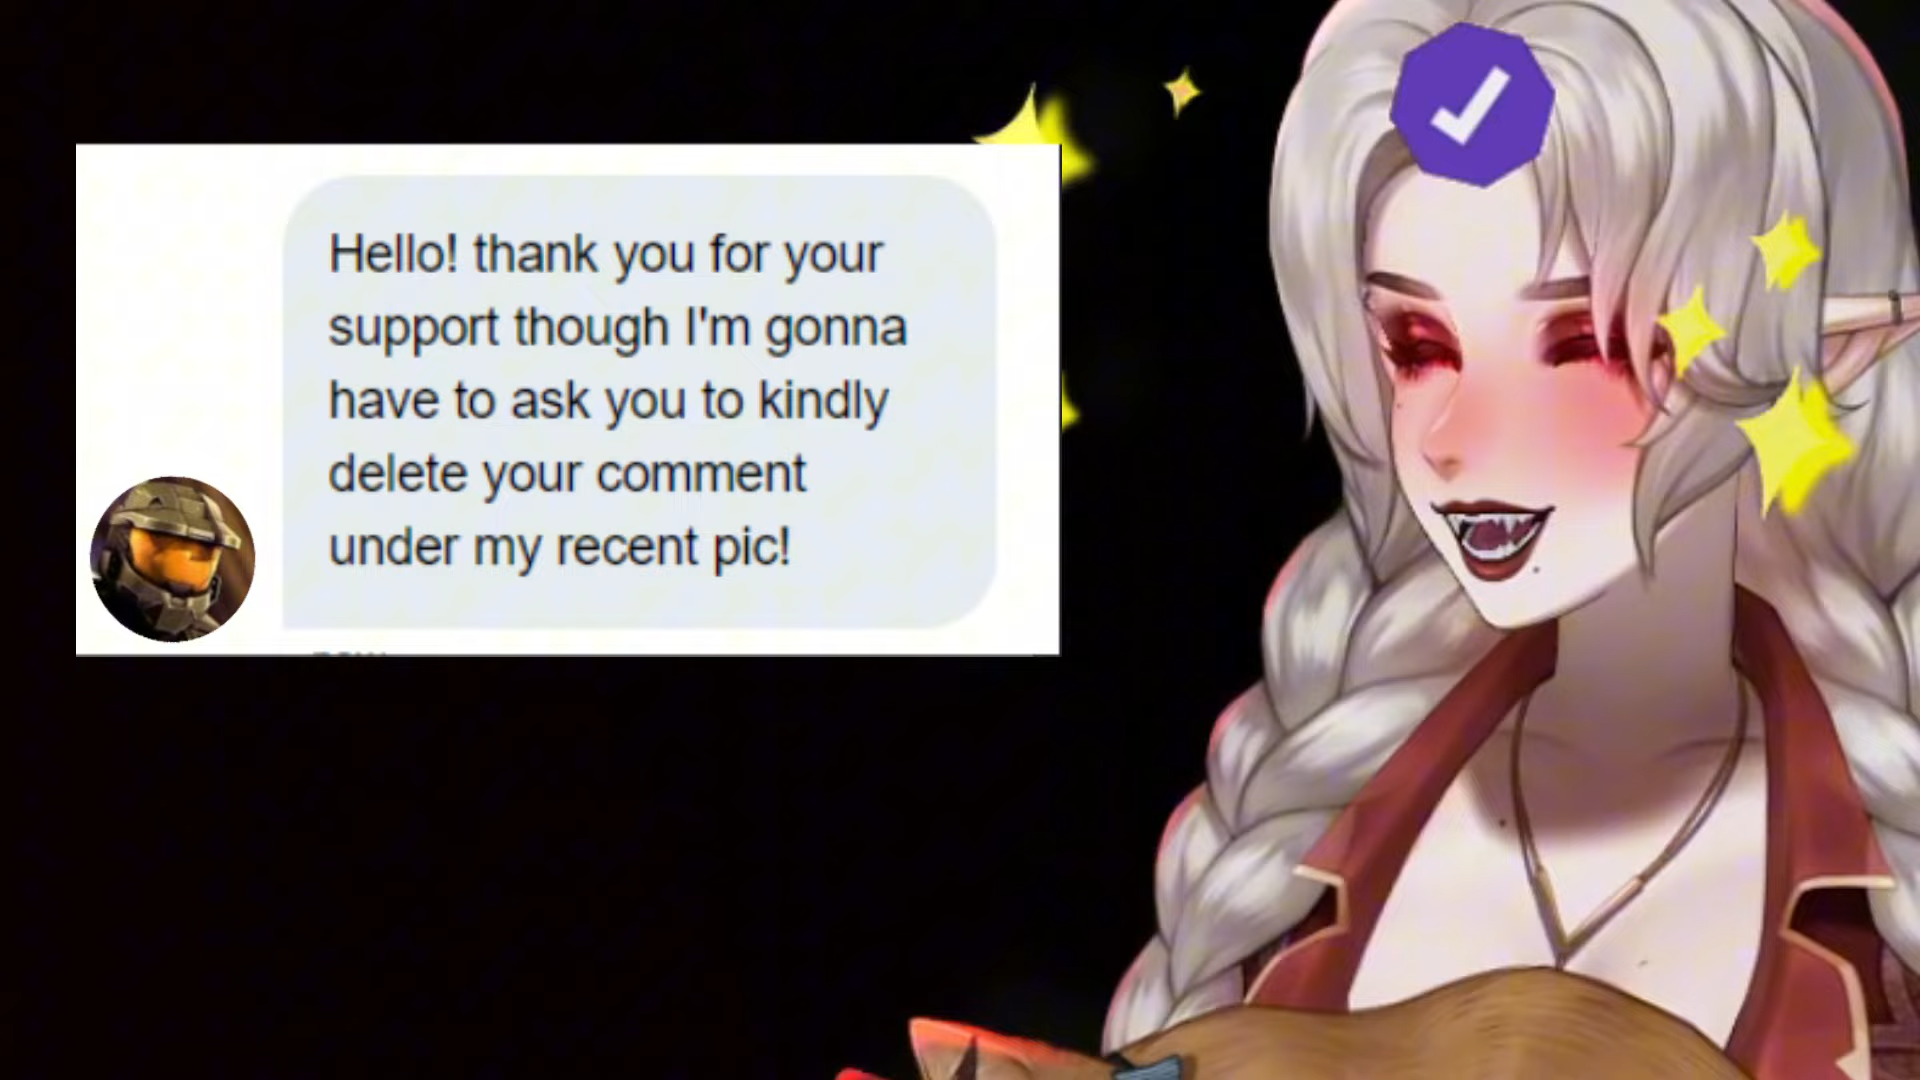 Hello! thank you for your
support though I'm gonna
have to ask you to kindly
delete your comment
under my recent pic!